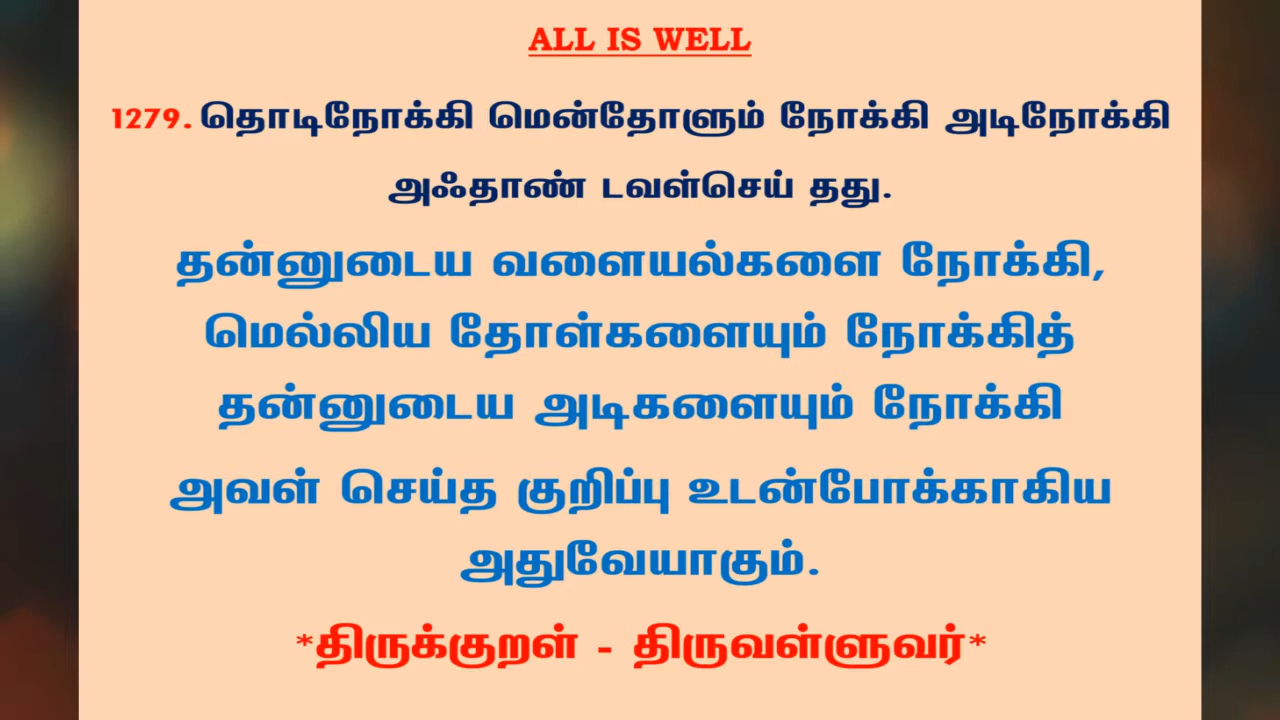 ALL IS WELL
1279. தொடிநோக்கி மென்தோளும் நோக்கி அடிநோக்கி
அஃதாண் டவள்செய் தது.
தன்னுடைய வளையல்களை நோக்கி,
மெல்லிய தோள்களையும் நோக்கித்
தன்னுடைய அடிகளையும் நோக்கி
அவள் செய்த குறிப்பு உடன்போக்காகிய
அதுவேயாகும்.
*திருக்குறள் - திருவள்ளுவர்*